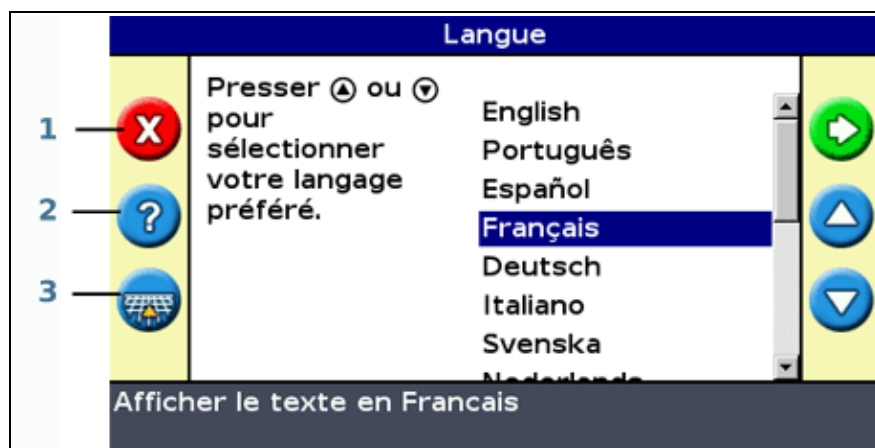 Langue
1
2
3
X
?
Presser ou
pour
sélectionner
votre langage
préféré.
English
Português
Español
Français
Deutsch
Italiano
Svenska
Nederlands
Afficher le texte en Francais